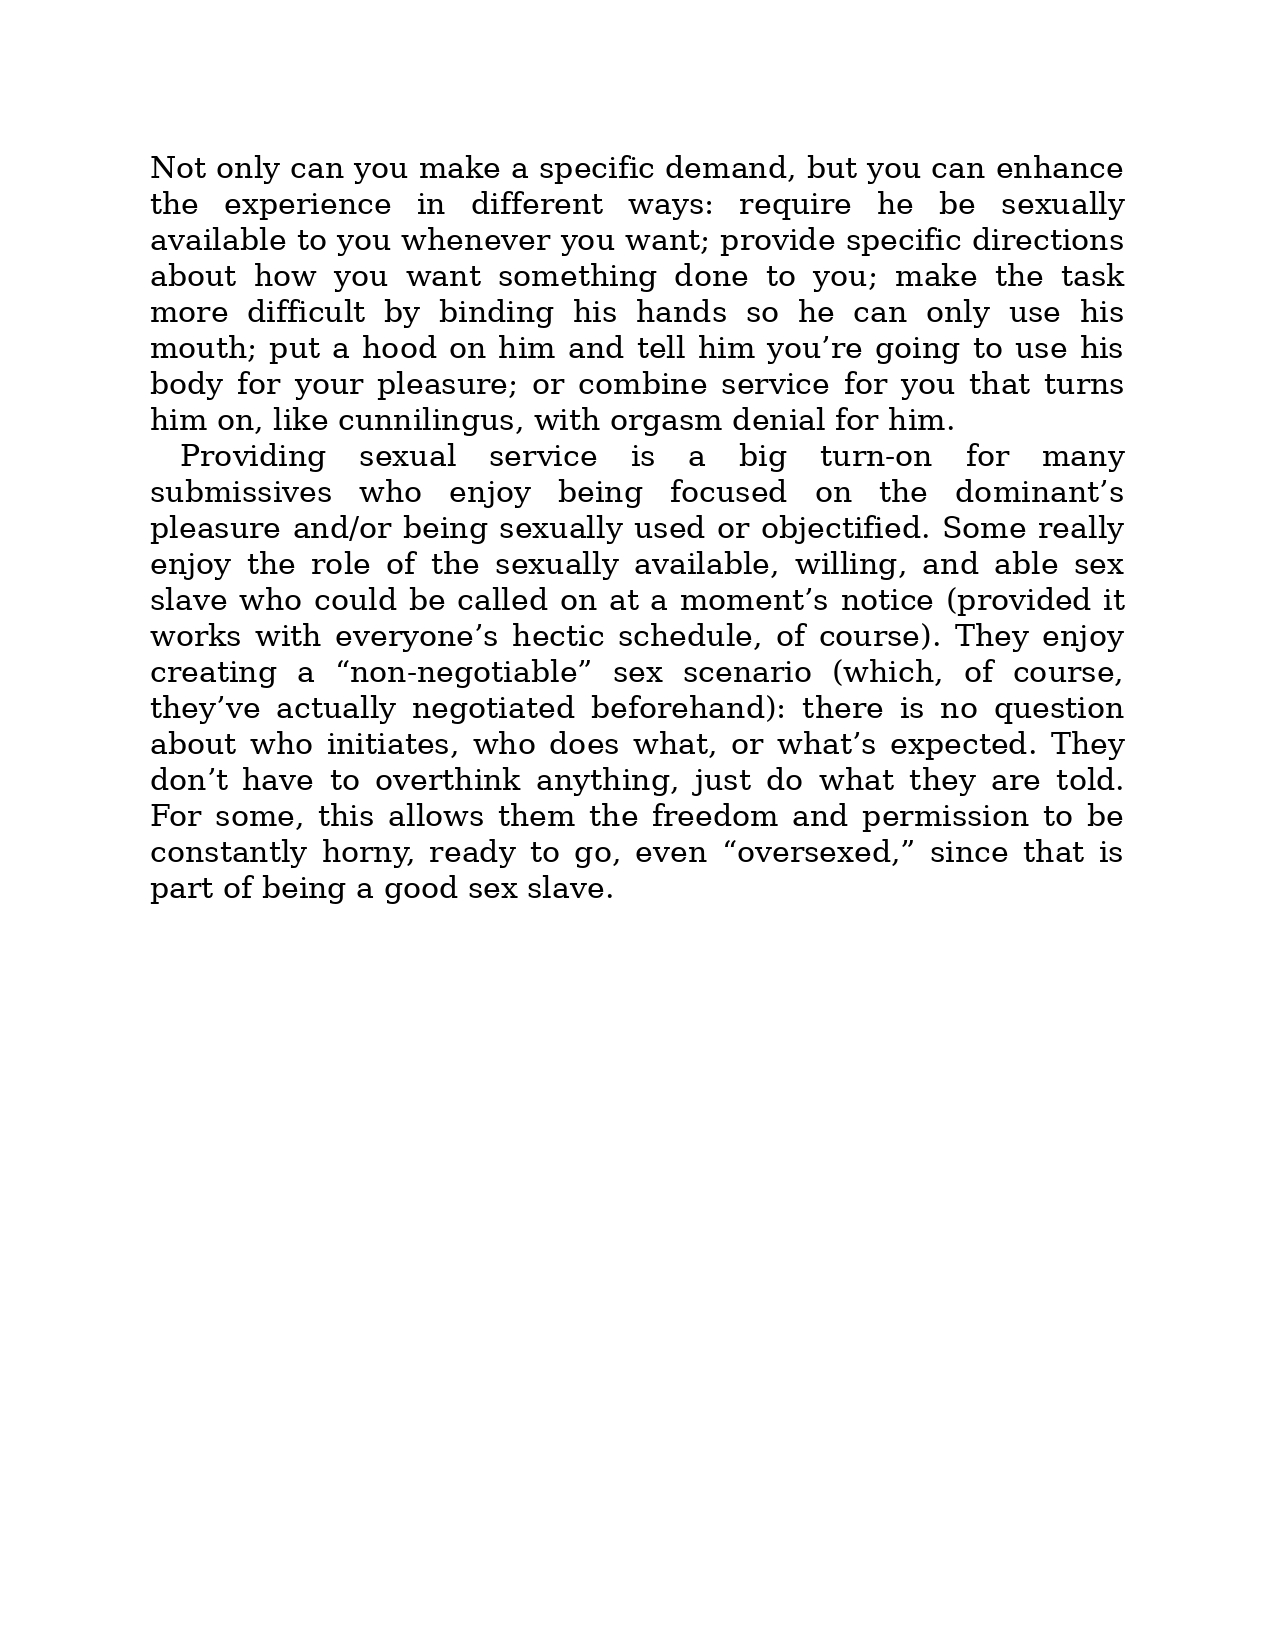 Not only can you make a specific demand, but you can enhance
the experience in different ways: require he be sexually
available to you whenever you want; provide specific directions
about how you want something done to you; make the task
more difficult by binding his hands so he can only use his
mouth; put a hood on him and tell him you’re going to use his
body for your pleasure; or combine service for you that turns
him on, like cunnilingus, with orgasm denial for him.
Providing sexual service is a big turn-on for many
submissives who enjoy being focused on the dominant’s
pleasure and/or being sexually used or objectified. Some really
enjoy the role of the sexually available, willing, and able sex
slave who could be called on at a moment’s notice (provided it
works with everyone’s hectic schedule, of course). They enjoy
creating a “non-negotiable” sex scenario (which, of course,
they’ve actually negotiated beforehand): there is no question
about who initiates, who does what, or what’s expected. They
don’t have to overthink anything, just do what they are told.
For some, this allows them the freedom and permission to be
constantly horny, ready to go, even “oversexed,” since that is
part of being a good sex slave.